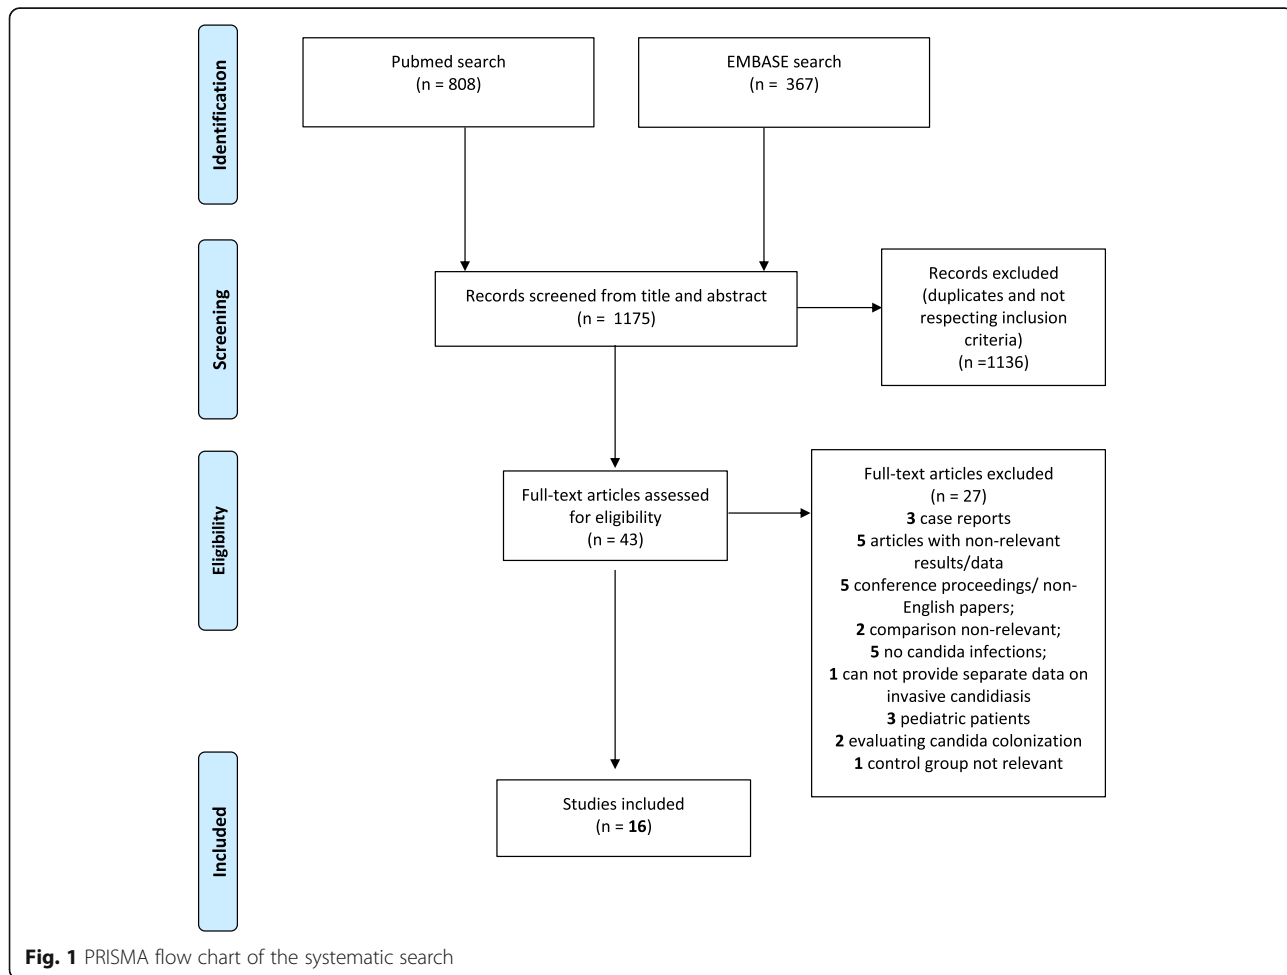 Identification
Pubmed search
(n = 808)
EMBASE search
(n = 367)
Screening
Records screened from title and abstract
(n = 1175)
Records excluded
(duplicates and not
respecting inclusion
criteria)
(n =1136)
Eligibility
Full-text articles assessed
for eligibility
(n = 43)
Full-text articles excluded
(n = 27)
3 case reports
5 articles with non-relevant
results/data
5 conference proceedings/ non-
English papers;
2 comparison non-relevant;
5 no candida infections;
1 can not provide separate data on
invasive candidiasis
3 pediatric patients
2 evaluating candida colonization
1 control group not relevant
Included
Studies included
(n = 16)
Fig. 1 PRISMA flow chart of the systematic search